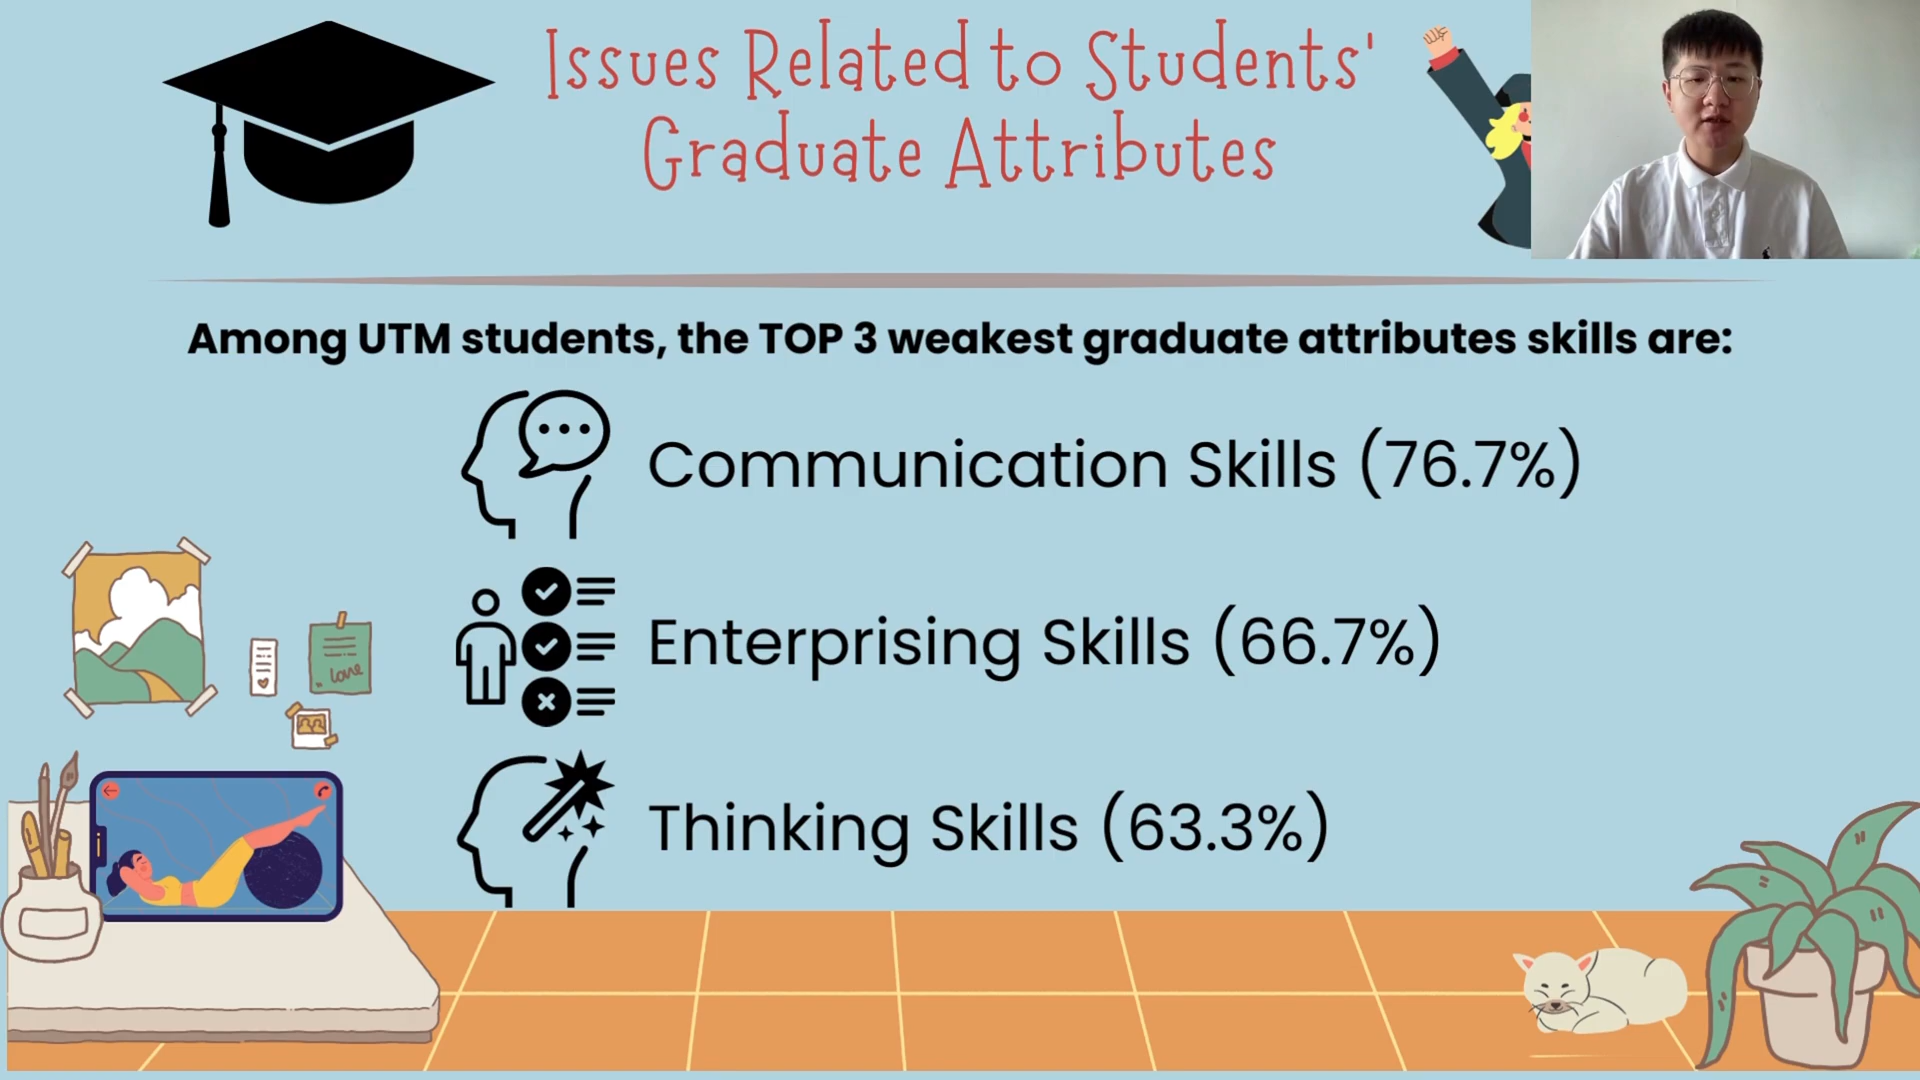 Issues Related to Students'
Graduate Attributes
Among UTM students, the TOP 3 weakest graduate attributes skills are:
Communication Skills (76.7%)
Enterprising Skills (66.7%)
Thinking Skills (63.3%)
love